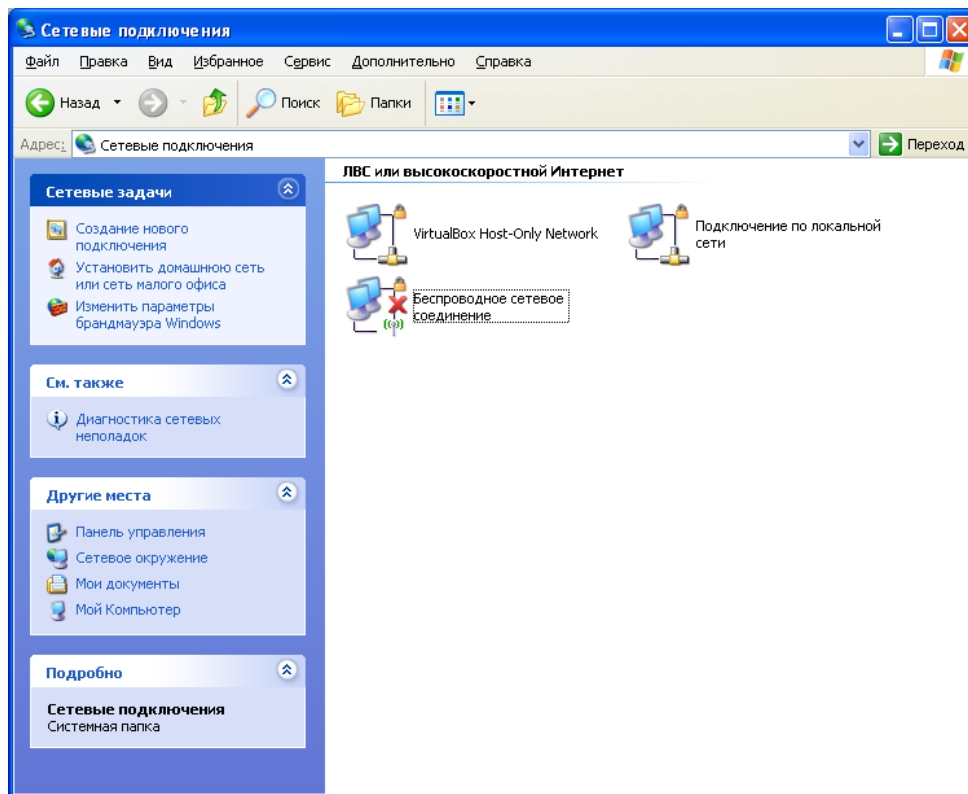 Сетевые подключения
Файл Правка Вид Избранное Сервис Дополнительно Справка
Назад Поиск Папки
Адрес: Сетевые подключения Переход
Сетевые задачи
Создание нового
подключения
Установить домашнюю сеть
или сеть малого офиса
Изменить параметры
брандмауэра Windows
См. также
Диагностика сетевых
неполадок
Другие места
Панель управления
Сетевое окружение
Мои документы
Мой Компьютер
Подробно
Сетевые подключения
Системная папка
ЛВС или высокоскоростной Интернет
VirtualBox Host-Only Network
Подключение по локальной
сети
Беспроводное сетевое
соединение